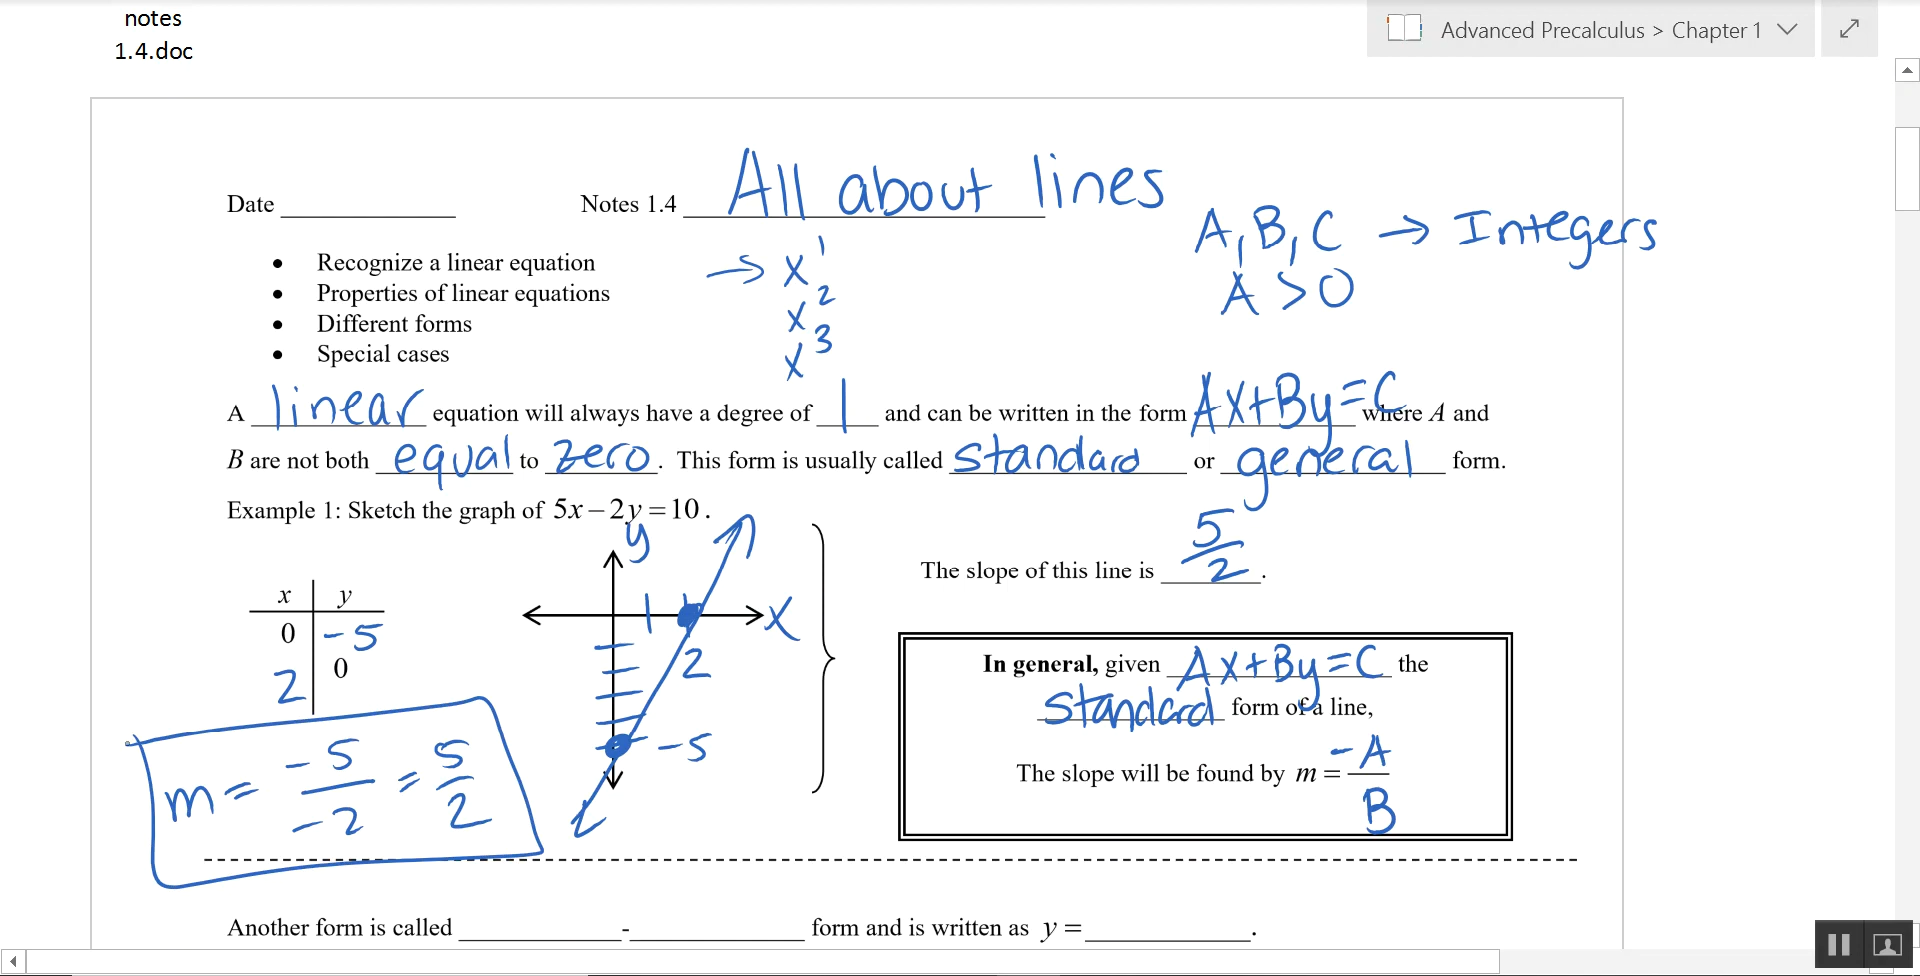 notes
1.4.doc
Advanced Precalculus > Chapter 1
Date ______ Notes 1.4 All about lines
A, B, C → Integers
A > 0
• Recognize a linear equation
• Properties of linear equations
• Different forms
• Special cases
→ x¹
x²
x³
A linear equation will always have a degree of 1 and can be written in the form Ax+By=C where A and
B are not both equal to zero. This form is usually called standard or general form.
Example 1: Sketch the graph of 5x−2y=10.
x y
0 -5
2 0
y
x
1
2
-5
m = -5/-2 = 5/2
The slope of this line is 5/2.
In general, given Ax+By=C the
standard form of a line,
The slope will be found by m = -A/B
Another form is called ______-______ form and is written as y = ______.